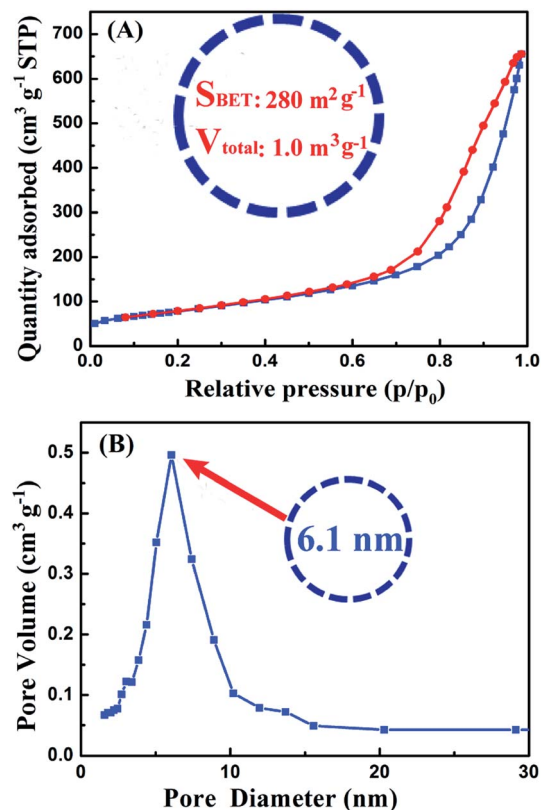 (A)
S_BET: 280 m² g⁻¹
V_total: 1.0 m³g⁻¹
Quantity adsorbed (cm³ g⁻¹ STP)
700
600
500
400
300
200
100
0
0.0 0.2 0.4 0.6 0.8 1.0
Relative pressure (p/p₀)
(B)
6.1 nm
Pore Volume (cm³ g⁻¹)
0.5
0.4
0.3
0.2
0.1
0.0
0 10 20 30
Pore Diameter (nm)